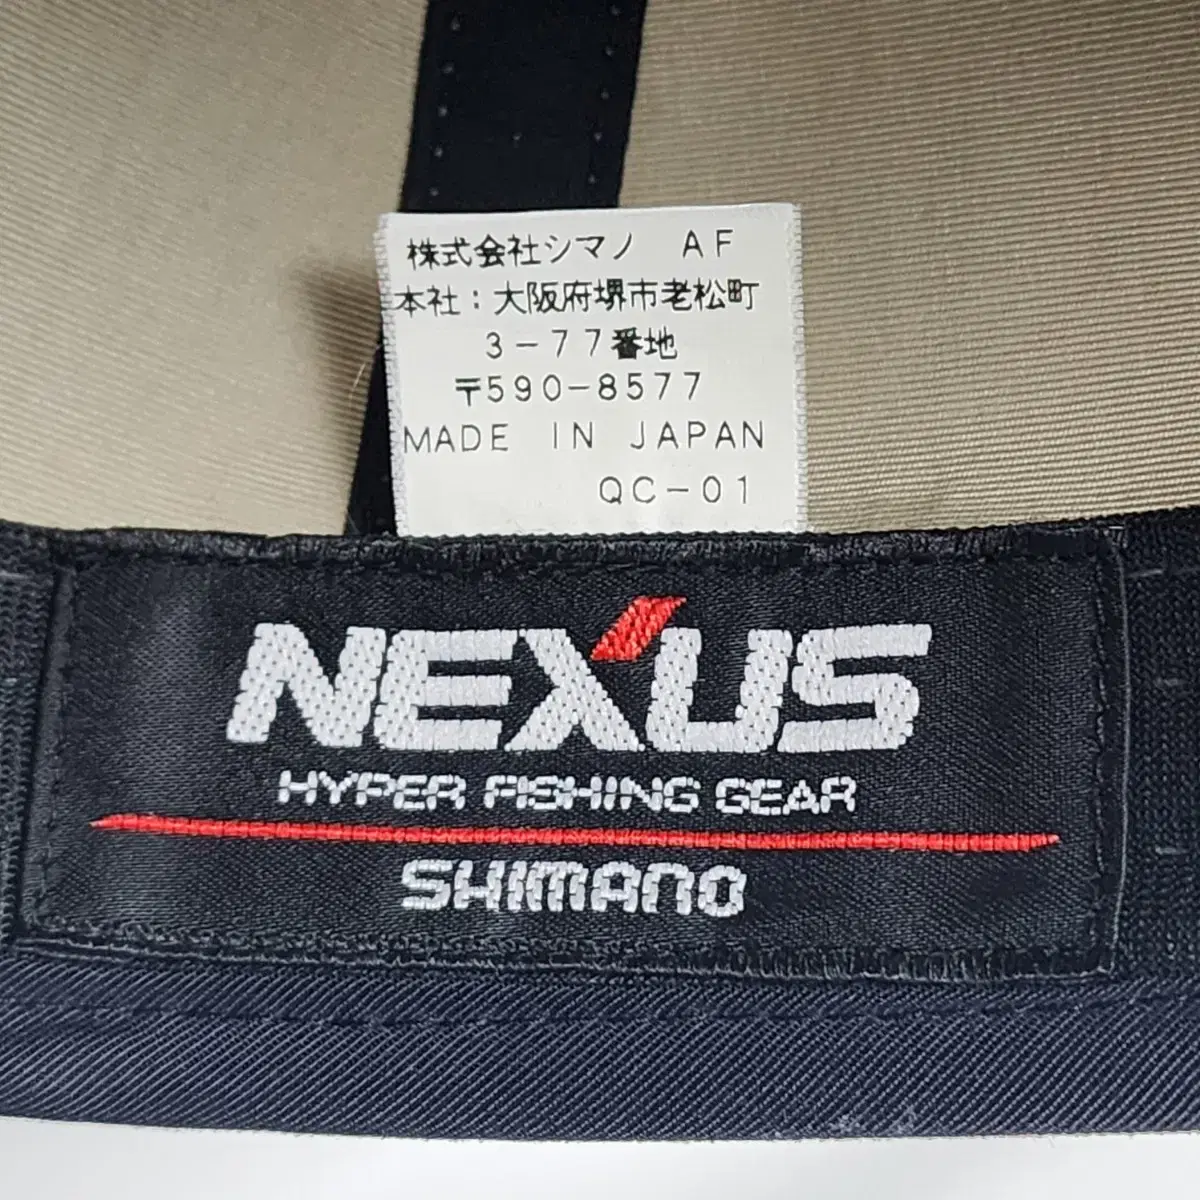 株式会社シマノ AF
本社：大阪府堺市老松町
3-77番地
〒590-8577
MADE IN JAPAN
QC-01
NEXUS
HYPER FISHING GEAR
SHIMANO